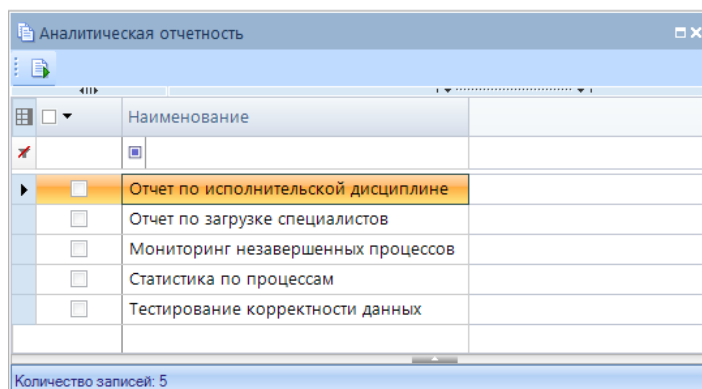 Аналитическая отчетность
Наименование
Отчет по исполнительской дисциплине
Отчет по загрузке специалистов
Мониторинг незавершенных процессов
Статистика по процессам
Тестирование корректности данных
Количество записей: 5